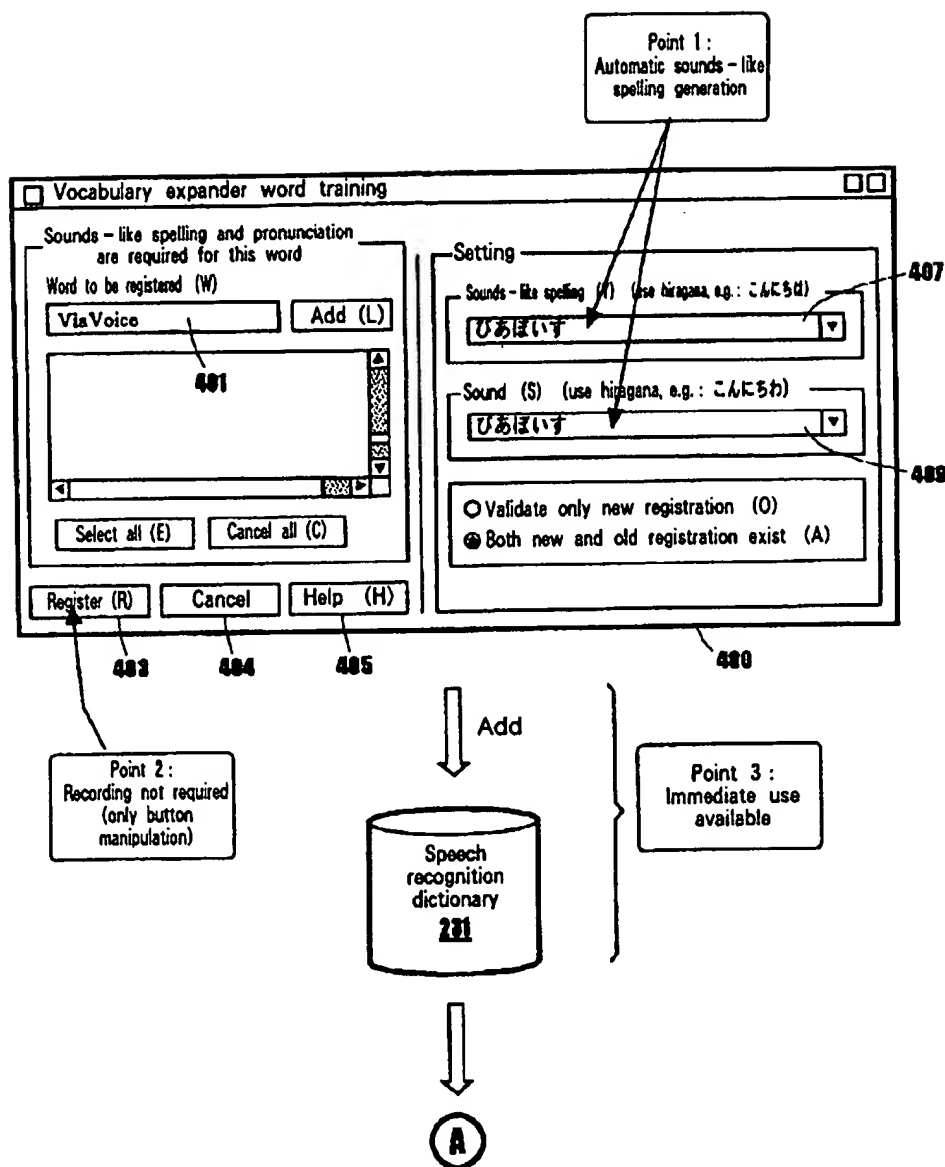 Point 1 :
Automatic sounds-like
spelling generation
Vocabulary expander word training
Sounds-like spelling and pronunciation
are required for this word
Word to be registered (W)
ViaVoice
Add (L)
401
Select all (E)
Cancel all (C)
Register (R)
Cancel
Help (H)
Setting
Sounds-like spelling (T) (use hiragana, e.g.: こんにちは)
びあぼいす
407
Sound (S) (use hiragana, e.g.: こんにちわ)
びあぼいす
409
Validate only new registration (O)
Both new and old registration exist (A)
403
404
405
400
Point 2 :
Recording not required
(only button
manipulation)
Add
Point 3 :
Immediate use
available
Speech
recognition
dictionary
231
A